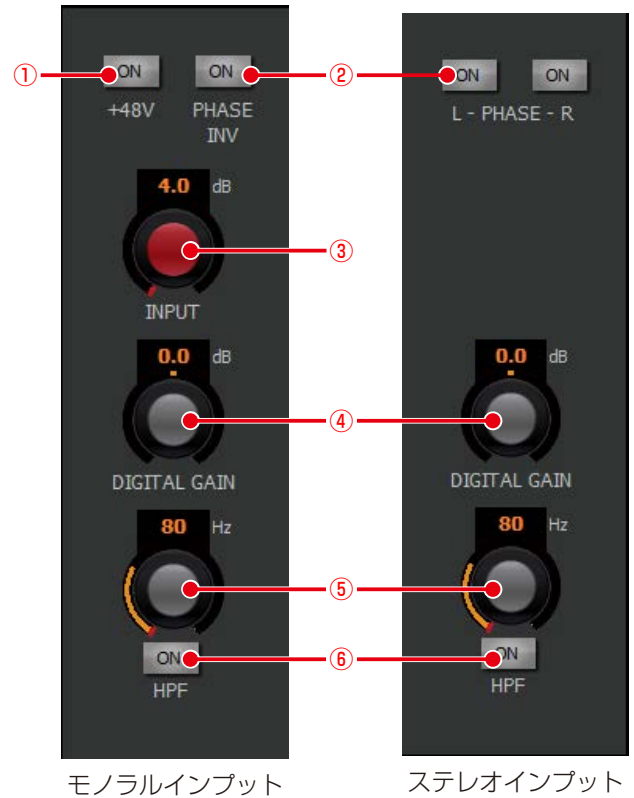 ① ON ON ② ON ON
+48V PHASE INV L - PHASE - R
4.0 dB
③
INPUT
0.0 dB 0.0 dB
④
DIGITAL GAIN DIGITAL GAIN
80 Hz 80 Hz
⑤
ON ⑥ ON
HPF HPF
モノラルインプット ステレオインプット